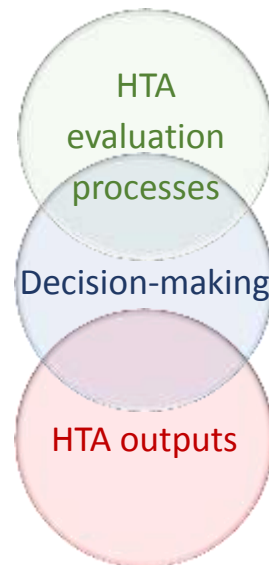 HTA
evaluation
processes
Decision-making
HTA outputs